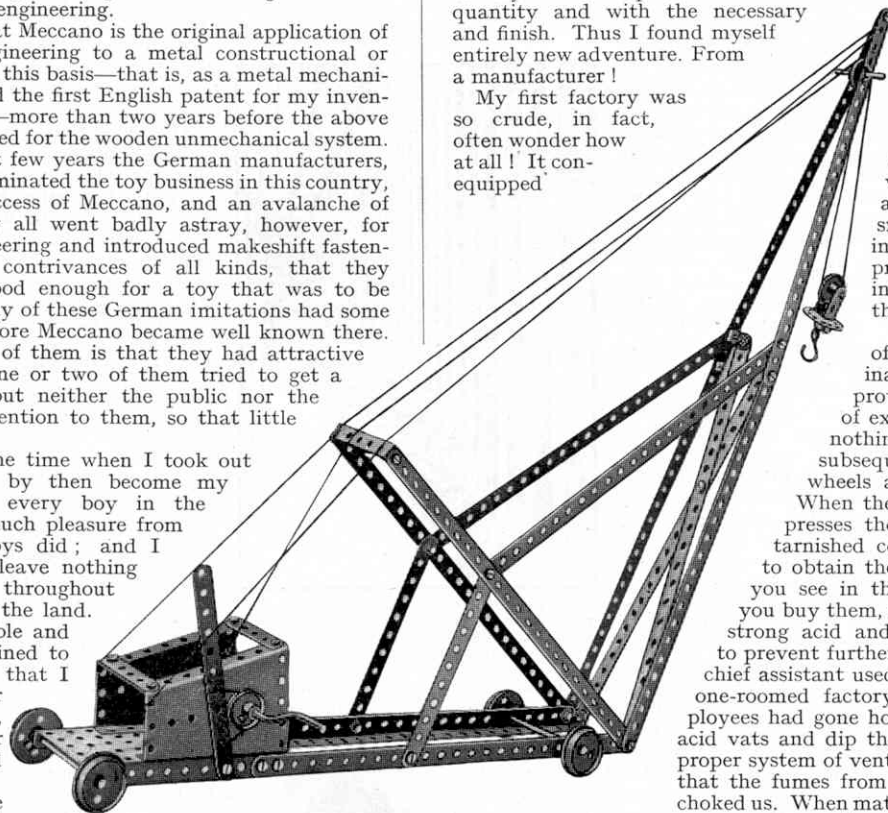 engineering.
t Meccano is the original application of
gineering to a metal constructional or
this basis—that is, as a metal mechani-
d the first English patent for my inven-
—more than two years before the above
ed for the wooden unmechanical system.
t few years the German manufacturers,
minated the toy business in this country,
ccess of Meccano, and an avalanche of
all went badly astray, however, for
eering and introduced makeshift fasten-
contrivances of all kinds, that they
ood enough for a toy that was to be
y of these German imitations had some
ore Meccano became well known there.
of them is that they had attractive
ne or two of them tried to get a
out neither the public nor the
ention to them, so that little
ne time when I took out
by then become my
every boy in the
uch pleasure from
oys did; and I
leave nothing
throughout
the land.
ole and
ined to
that I
quantity and with the necessary
and finish. Thus I found myself
entirely new adventure. From
a manufacturer!
My first factory was
so crude, in fact,
often wonder how
at all! It con-
equipped
in
pr
in
th
of
ina
pro
of ex
nothin
subsequ
wheels a
When the
presses the
tarnished c
to obtain the
you see in th
you buy them,
strong acid and
to prevent further
chief assistant used
one-roomed factory
ployees had gone ho
acid vats and dip th
proper system of vent
that the fumes from
choked us. When mat